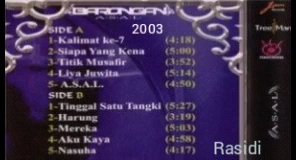 BARONGAN
A.S.A.L
SIDE A
2003
1-Kalimat ke-7 (4:18)
2-Siapa Yang Kena (5:00)
3-Titik Musafir (3:52)
4-Liya Juwita (5:14)
5- A.S.A.L (4:50)
SIDE B
1-Tinggal Satu Tangki (5:27)
2-Harung (4:19)
3-Mereka (5:03)
4-Aku Kaya (4:58)
5-Nasuha (4:17)
A.S.A.L
Rasidi